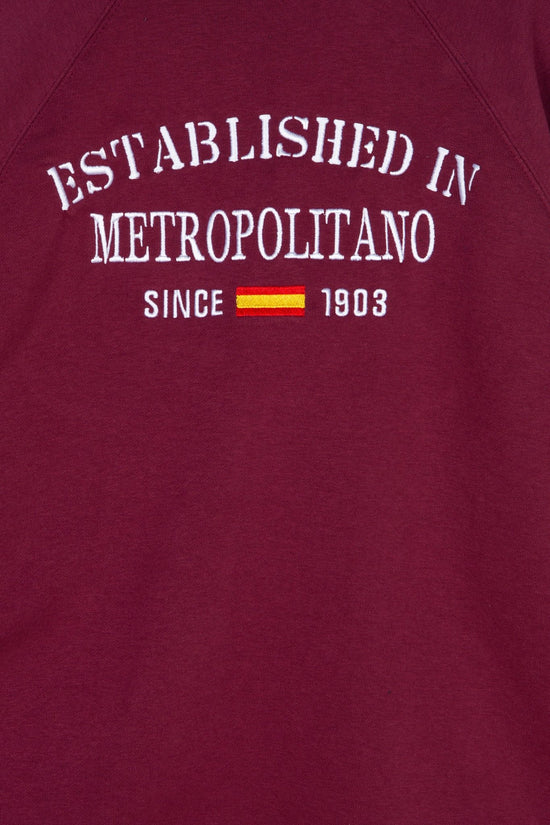 ESTABLISHED IN
METROPOLITANO
SINCE 1903